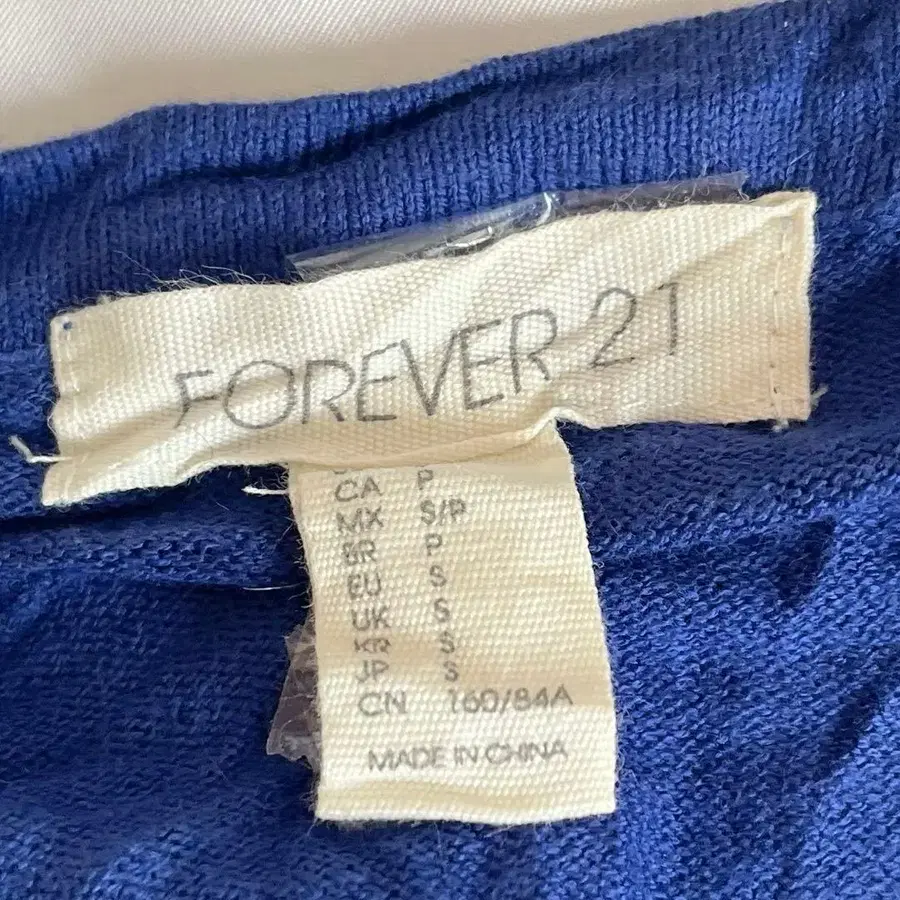 FOREVER 21
CA P
MX S/P
BR P
EU S
UK S
KR S
JP S
CN 160/84A
MADE IN CHINA